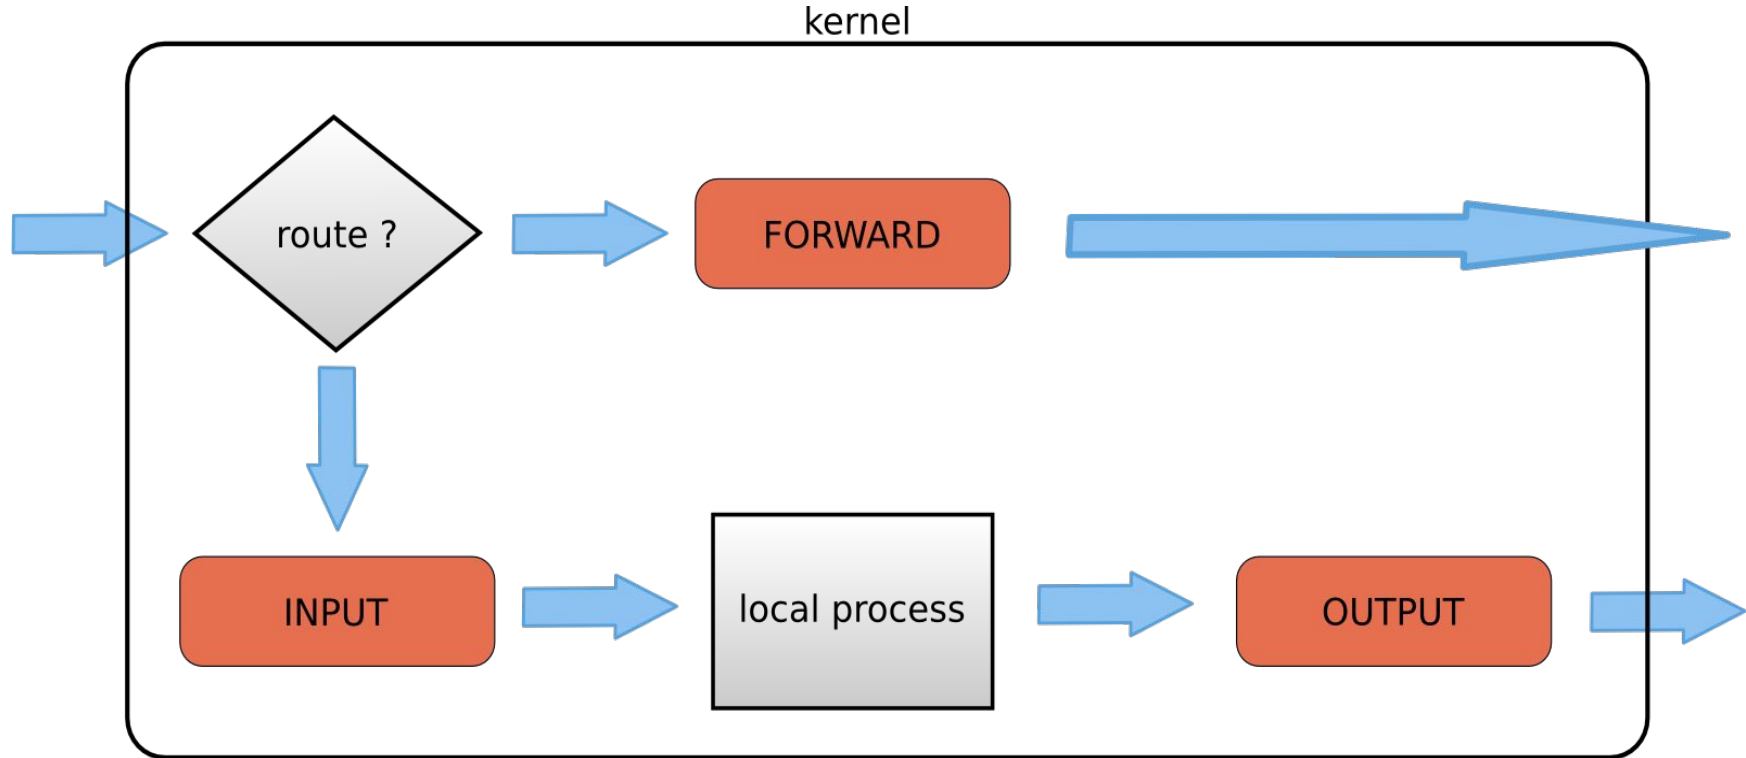 kernel
route ?
FORWARD
INPUT
local process
OUTPUT